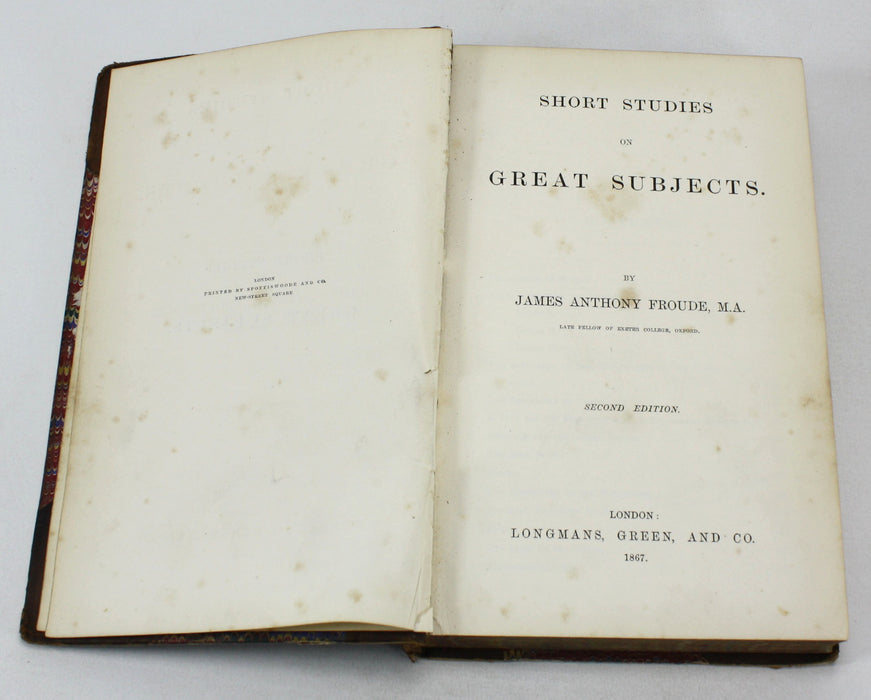 LONDON
PRINTED BY SPOTTISWOODE AND CO.
NEW-STREET SQUARE
SHORT STUDIES
ON
GREAT SUBJECTS.
BY
JAMES ANTHONY FROUDE, M.A.
LATE FELLOW OF EXETER COLLEGE, OXFORD.
SECOND EDITION.
LONDON:
LONGMANS, GREEN, AND CO.
1867.